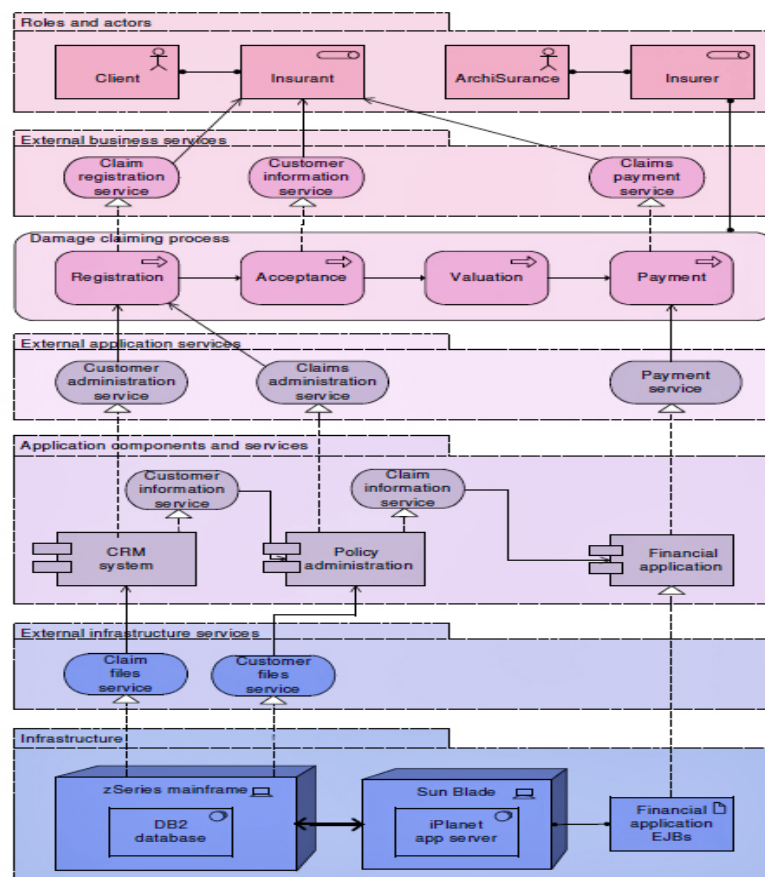 Roles and actors
Client
Insurant
ArchiSurance
Insurer
External business services
Claim
registration
service
Customer
information
service
Claims
payment
service
Damage claiming process
Registration
Acceptance
Valuation
Payment
External application services
Customer
administration
service
Claims
administration
service
Payment
service
Application components and services
Customer
information
service
Claim
information
service
CRM
system
Policy
administration
Financial
application
External infrastructure services
Claim
files
service
Customer
files
service
Infrastructure
zSeries mainframe
DB2
database
Sun Blade
iPlanet
app server
Financial
application
EJBs